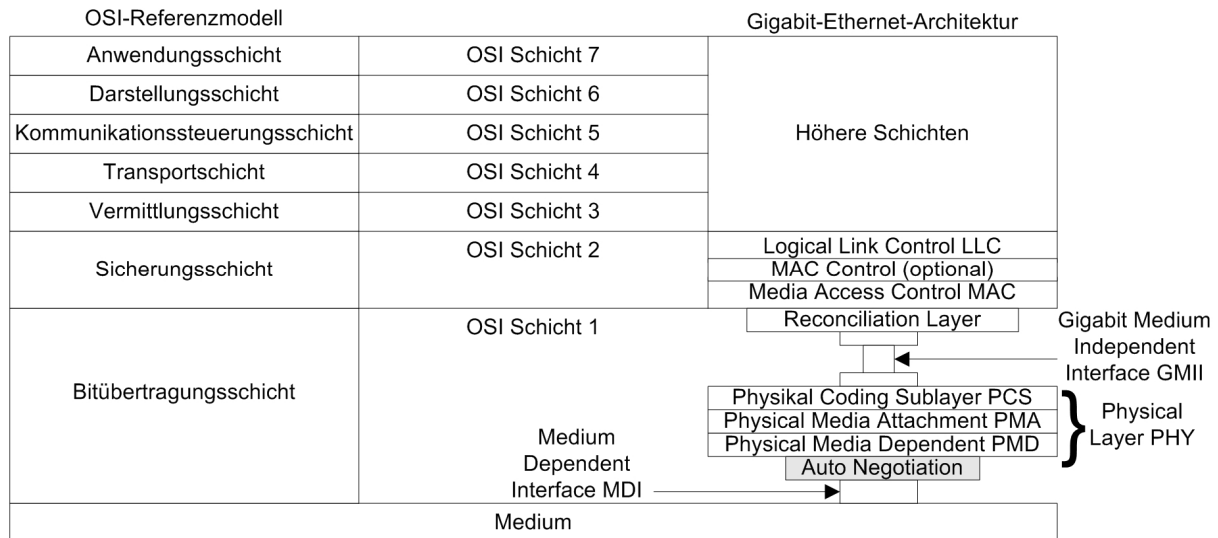 OSI-Referenzmodell
Gigabit-Ethernet-Architektur
Anwendungsschicht
OSI Schicht 7
Darstellungsschicht
OSI Schicht 6
Kommunikationssteuerungsschicht
OSI Schicht 5
Höhere Schichten
Transportschicht
OSI Schicht 4
Vermittlungsschicht
OSI Schicht 3
Sicherungsschicht
OSI Schicht 2
Logical Link Control LLC
MAC Control (optional)
Media Access Control MAC
Bitübertragungsschicht
OSI Schicht 1
Reconciliation Layer
Gigabit Medium
Independent
Interface GMII
Physikal Coding Sublayer PCS
Physical Media Attachment PMA
Physical Media Dependent PMD
Physical
Layer PHY
Auto Negotiation
Medium
Dependent
Interface MDI
Medium